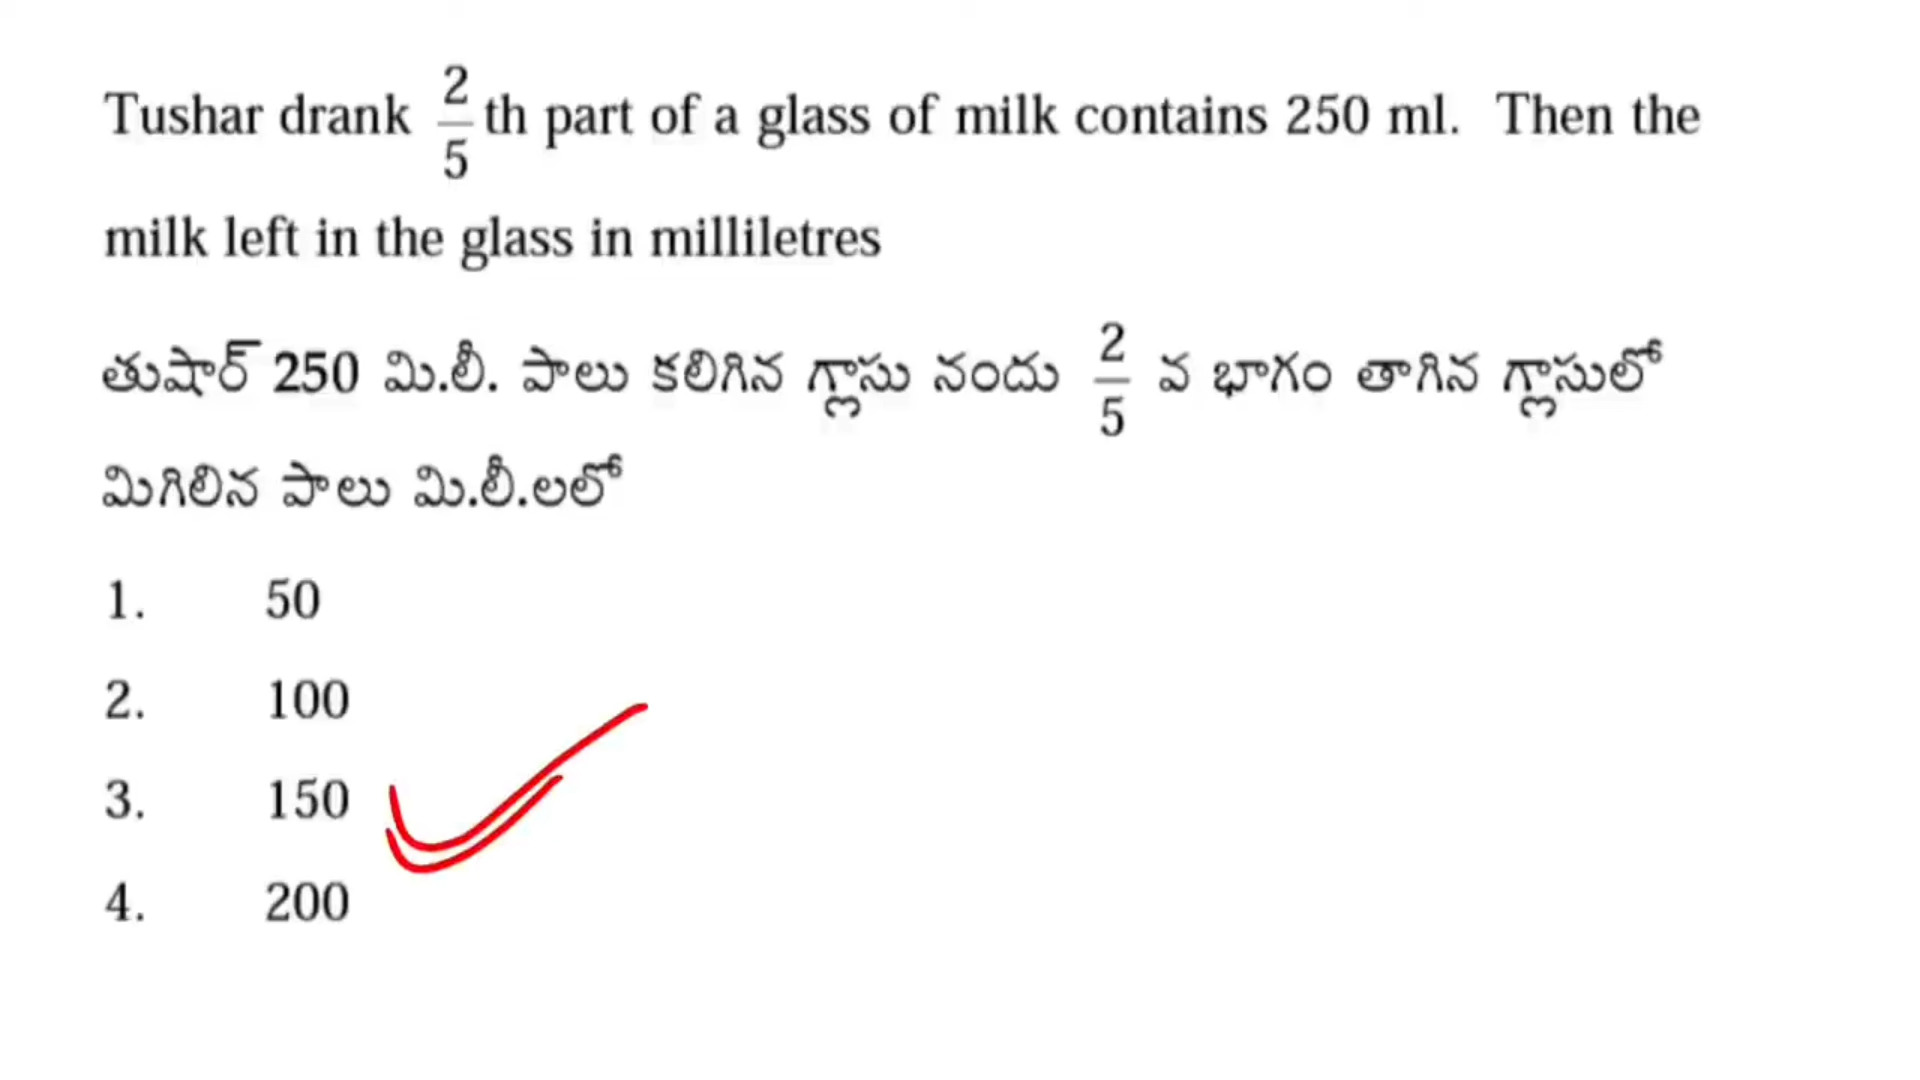 Tushar drank 2/5 th part of a glass of milk contains 250 ml. Then the
milk left in the glass in milliletres
తుషార్ 250 మి.లీ. పాలు కలిగిన గ్లాసు నందు 2/5 వ భాగం తాగిన గ్లాసులో
మిగిలిన పాలు మి.లీ.లలో
1. 50
2. 100
3. 150
4. 200